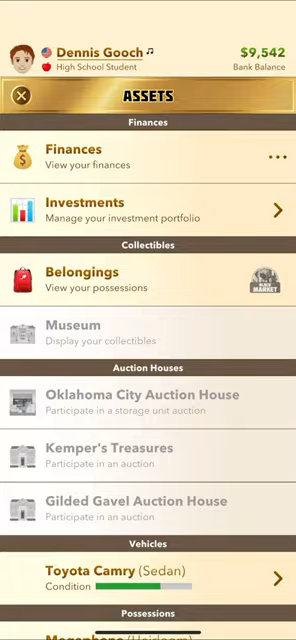 Dennis Gooch
$9,542
High School Student
Bank Balance
ASSETS
Finances
Finances
View your finances
Investments
Manage your investment portfolio
Collectibles
Belongings
View your possessions
BLACK
MARKET
Museum
Display your collectibles
Auction Houses
Oklahoma City Auction House
Participate in a storage unit auction
Kemper's Treasures
Participate in an auction
Gilded Gavel Auction House
Participate in an auction
Vehicles
Toyota Camry (Sedan)
Condition
Possessions
Megaphone (Heirloom)